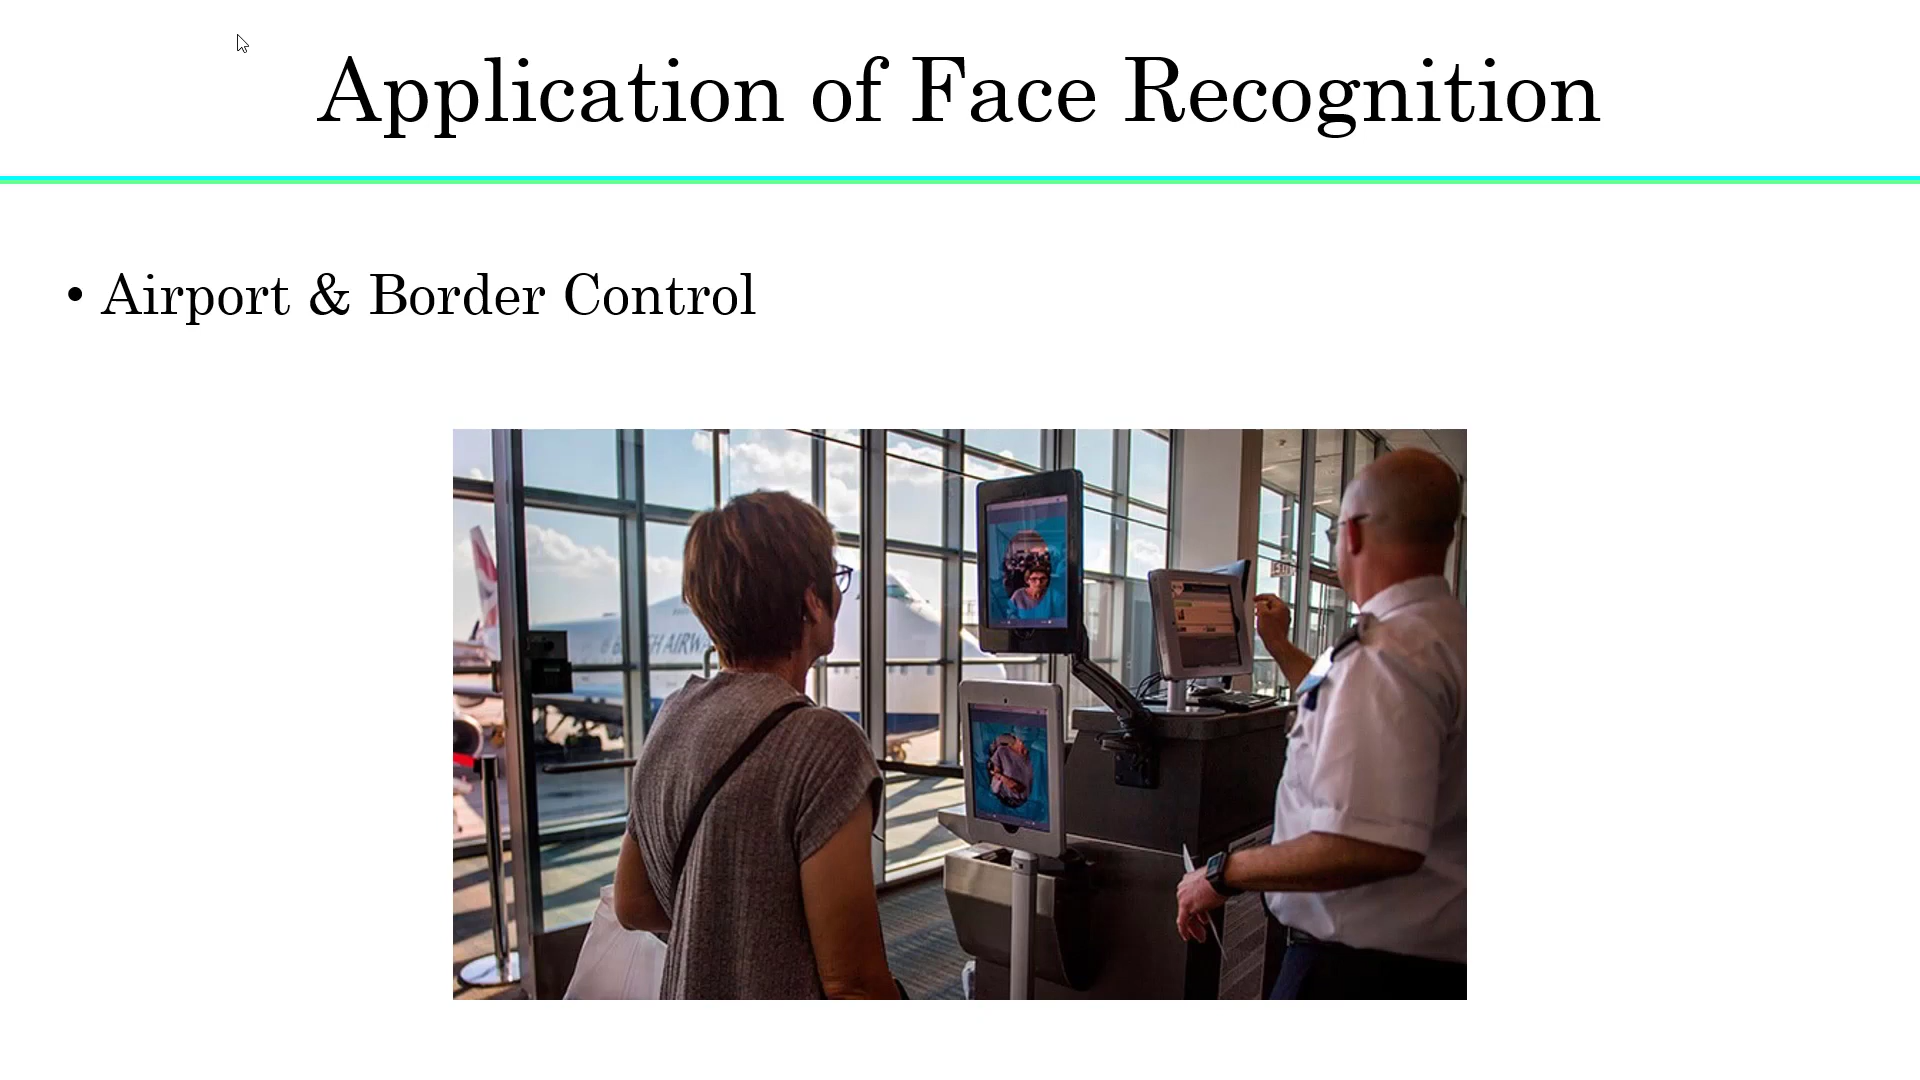 Application of Face Recognition
• Airport & Border Control